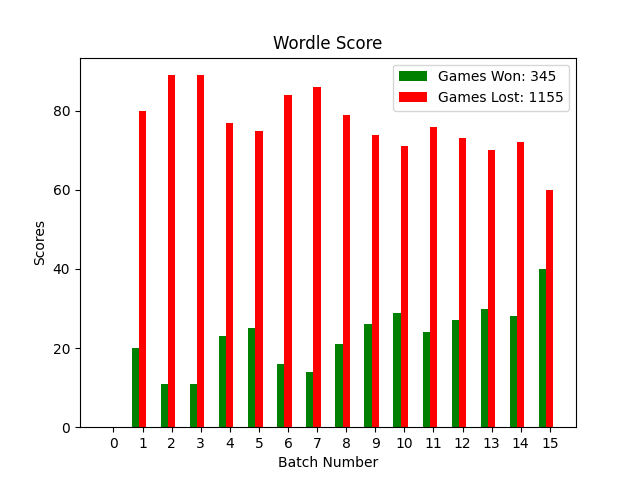 Wordle Score
Games Won: 345
Games Lost: 1155
Scores
80
60
40
20
0
0 1 2 3 4 5 6 7 8 9 10 11 12 13 14 15
Batch Number